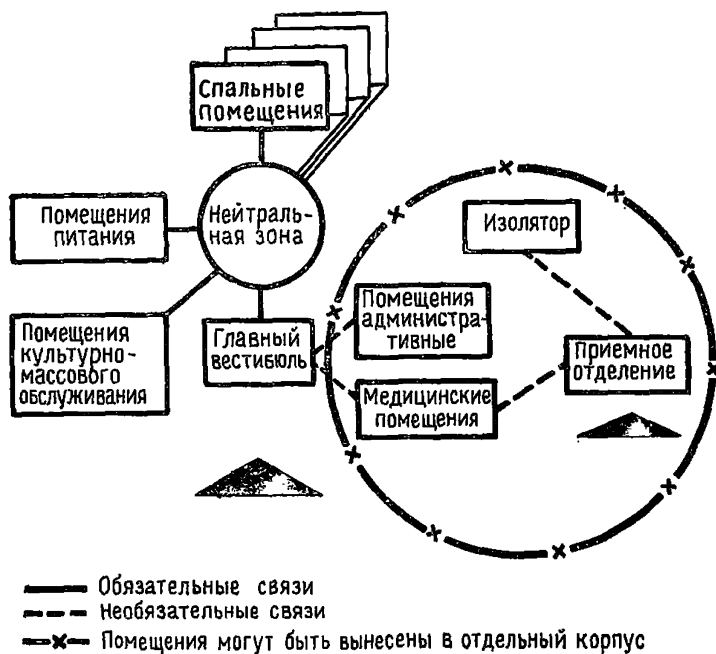 Спальные
помещения
Помещения
питания
Нейтраль-
ная зона
Изолятор
Помещения
культурно-
массового
обслуживания
Главный
вестибюль
Помещения
администра-
тивные
Приемное
отделение
Медицинские
помещения
Обязательные связи
Необязательные связи
Помещения могут быть вынесены в отдельный корпус